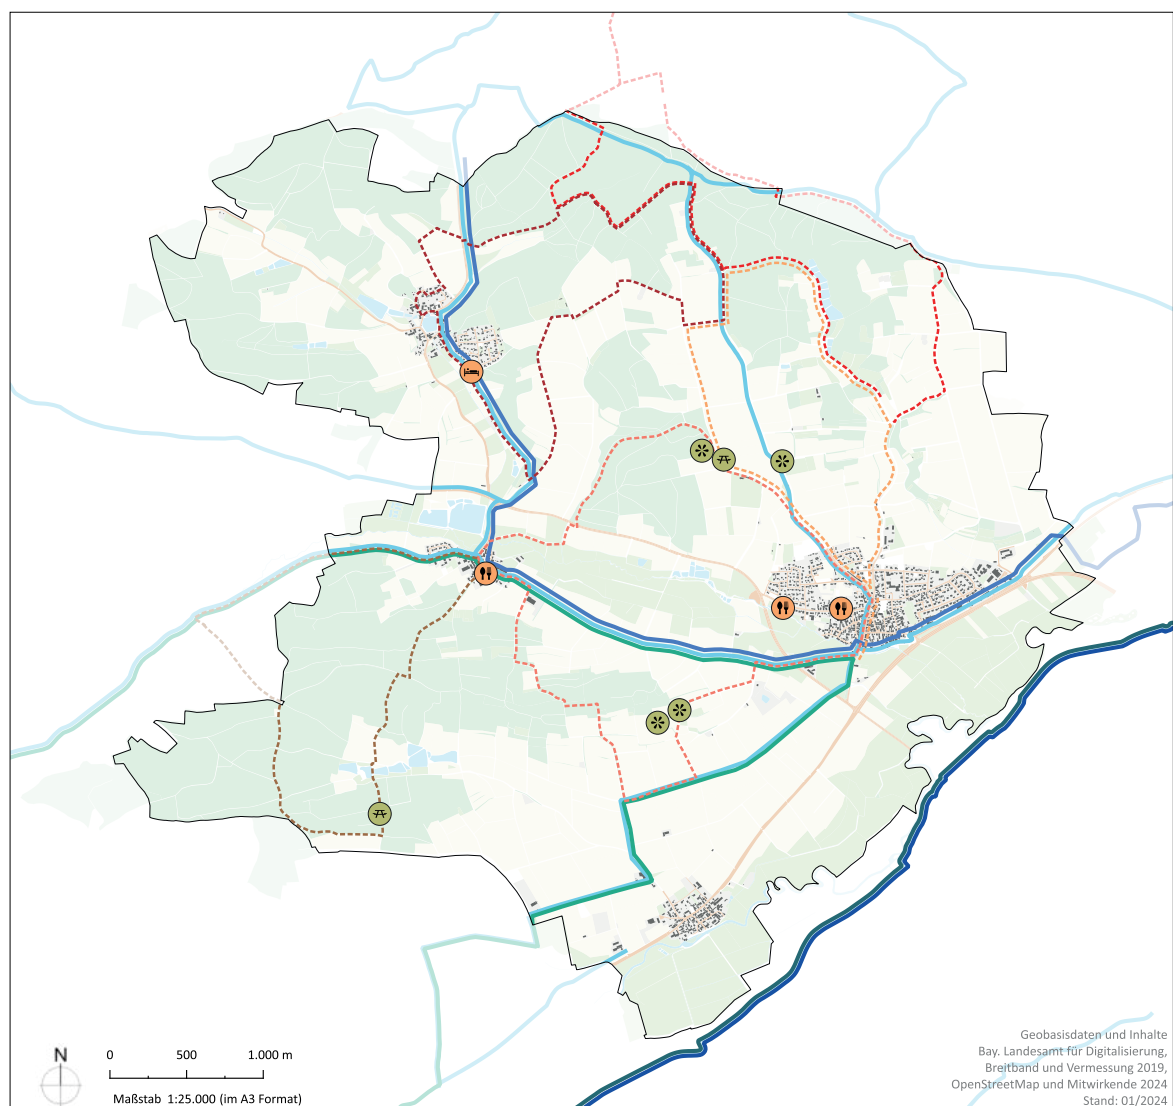 N
0 500 1.000 m
Maßstab 1:25.000 (im A3 Format)
Geobasisdaten und Inhalte
Bay. Landesamt für Digitalisierung,
Breitband und Vermessung 2019,
OpenStreetMap und Mitwirkende 2024
Stand: 01/2024